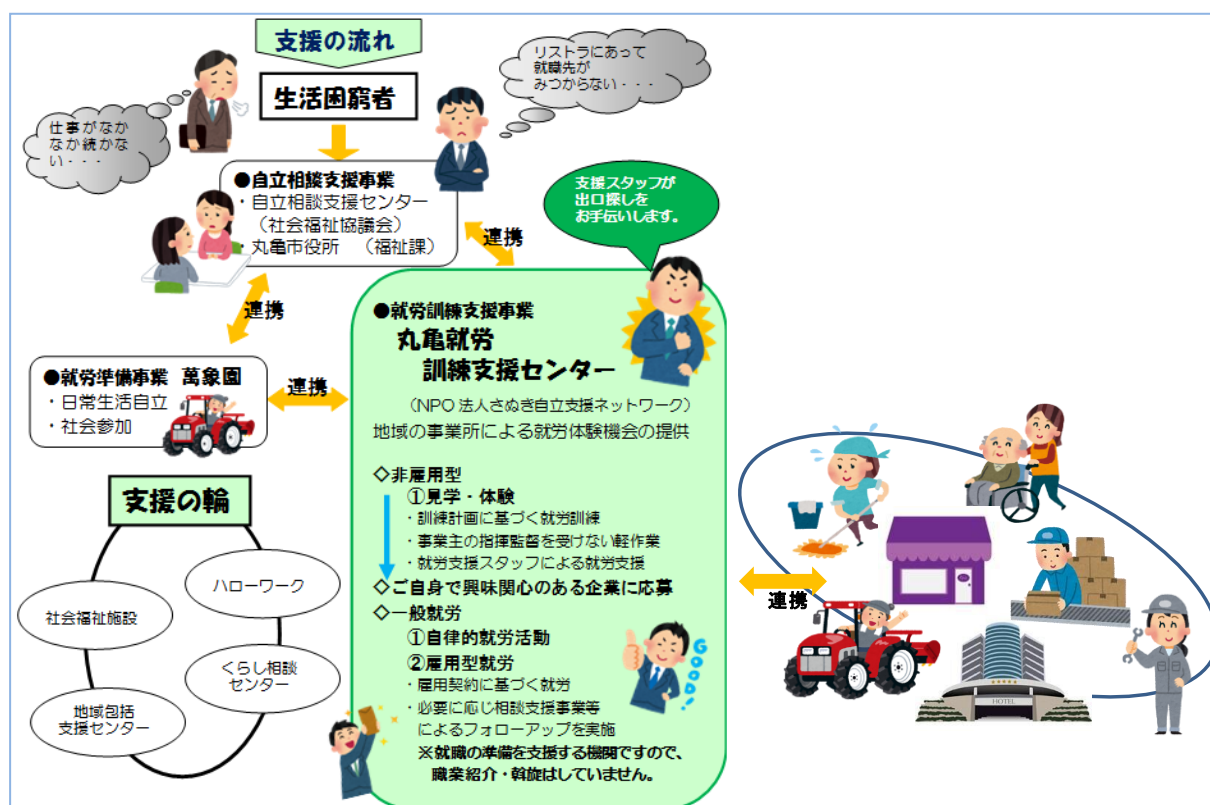 支援の流れ
生活困窮者
仕事がなか
なか続かな
い・・・
リストラにあって
就職先が
みつからない・・・
●自立相談支援事業
・自立相談支援センター
（社会福祉協議会）
・丸亀市役所　（福祉課）
支援スタッフが
出口探しを
お手伝いします。
連携
連携
●就労準備事業　萬象園
・日常生活自立
・社会参加
連携
●就労訓練支援事業
丸亀就労
訓練支援センター
（NPO 法人さぬき自立支援ネットワーク）
地域の事業所による就労体験機会の提供
◇非雇用型
①見学・体験
・訓練計画に基づく就労訓練
・事業主の指揮監督を受けない軽作業
・就労支援スタッフによる就労支援
◇ご自身で興味関心のある企業に応募
◇一般就労
①自律的就労活動
②雇用型就労
・雇用契約に基づく就労
・必要に応じ相談支援事業等
によるフォローアップを実施
※就職の準備を支援する機関ですので、
職業紹介・斡旋はしていません。
GOOD!
支援の輪
ハローワーク
社会福祉施設
くらし相談
センター
地域包括
支援センター
連携
HOTEL